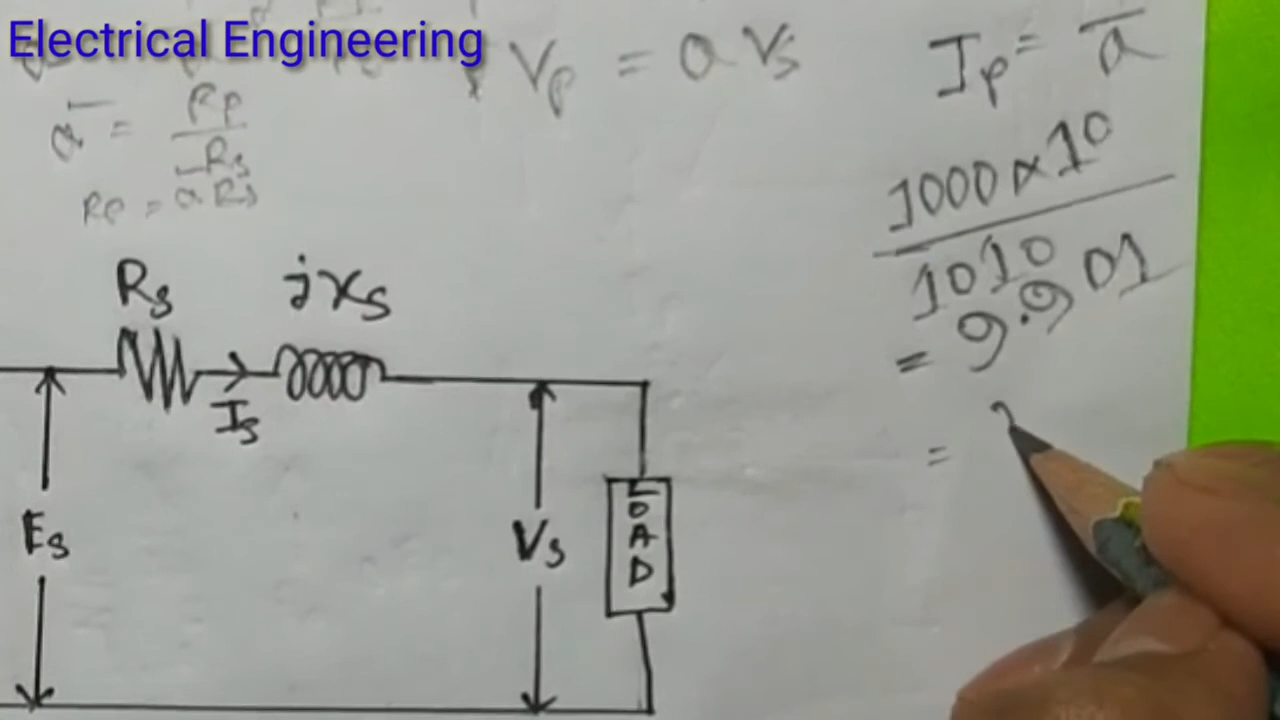 Electrical Engineering
Vp = a Vs
Ip = / a
Rp / Rs
Rp = a Rs
1000 × 10
1010
= 9.901
=
Rs
jXs
Is
Es
Vs
LOAD